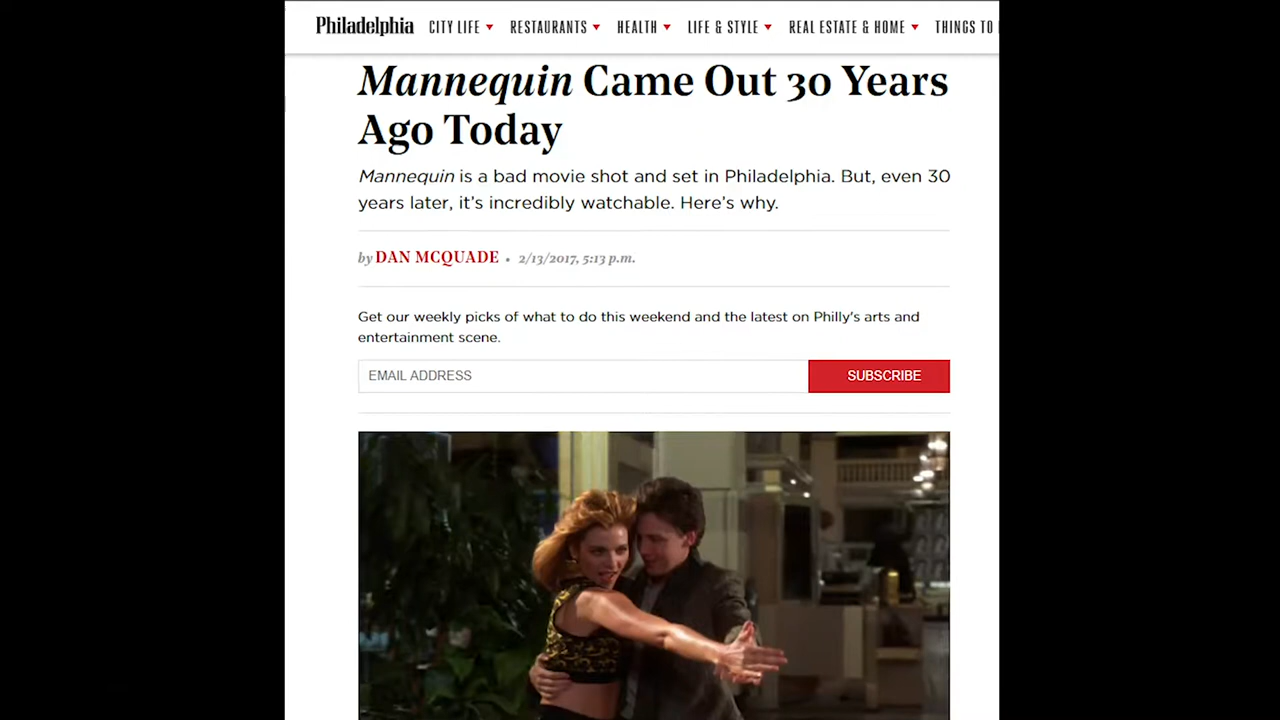 Philadelphia CITY LIFE RESTAURANTS HEALTH LIFE & STYLE REAL ESTATE & HOME THINGS TO
Mannequin Came Out 30 Years
Ago Today
Mannequin is a bad movie shot and set in Philadelphia. But, even 30
years later, it's incredibly watchable. Here's why.
by DAN MCQUADE • 2/13/2017, 5:13 p.m.
Get our weekly picks of what to do this weekend and the latest on Philly's arts and
entertainment scene.
EMAIL ADDRESS SUBSCRIBE